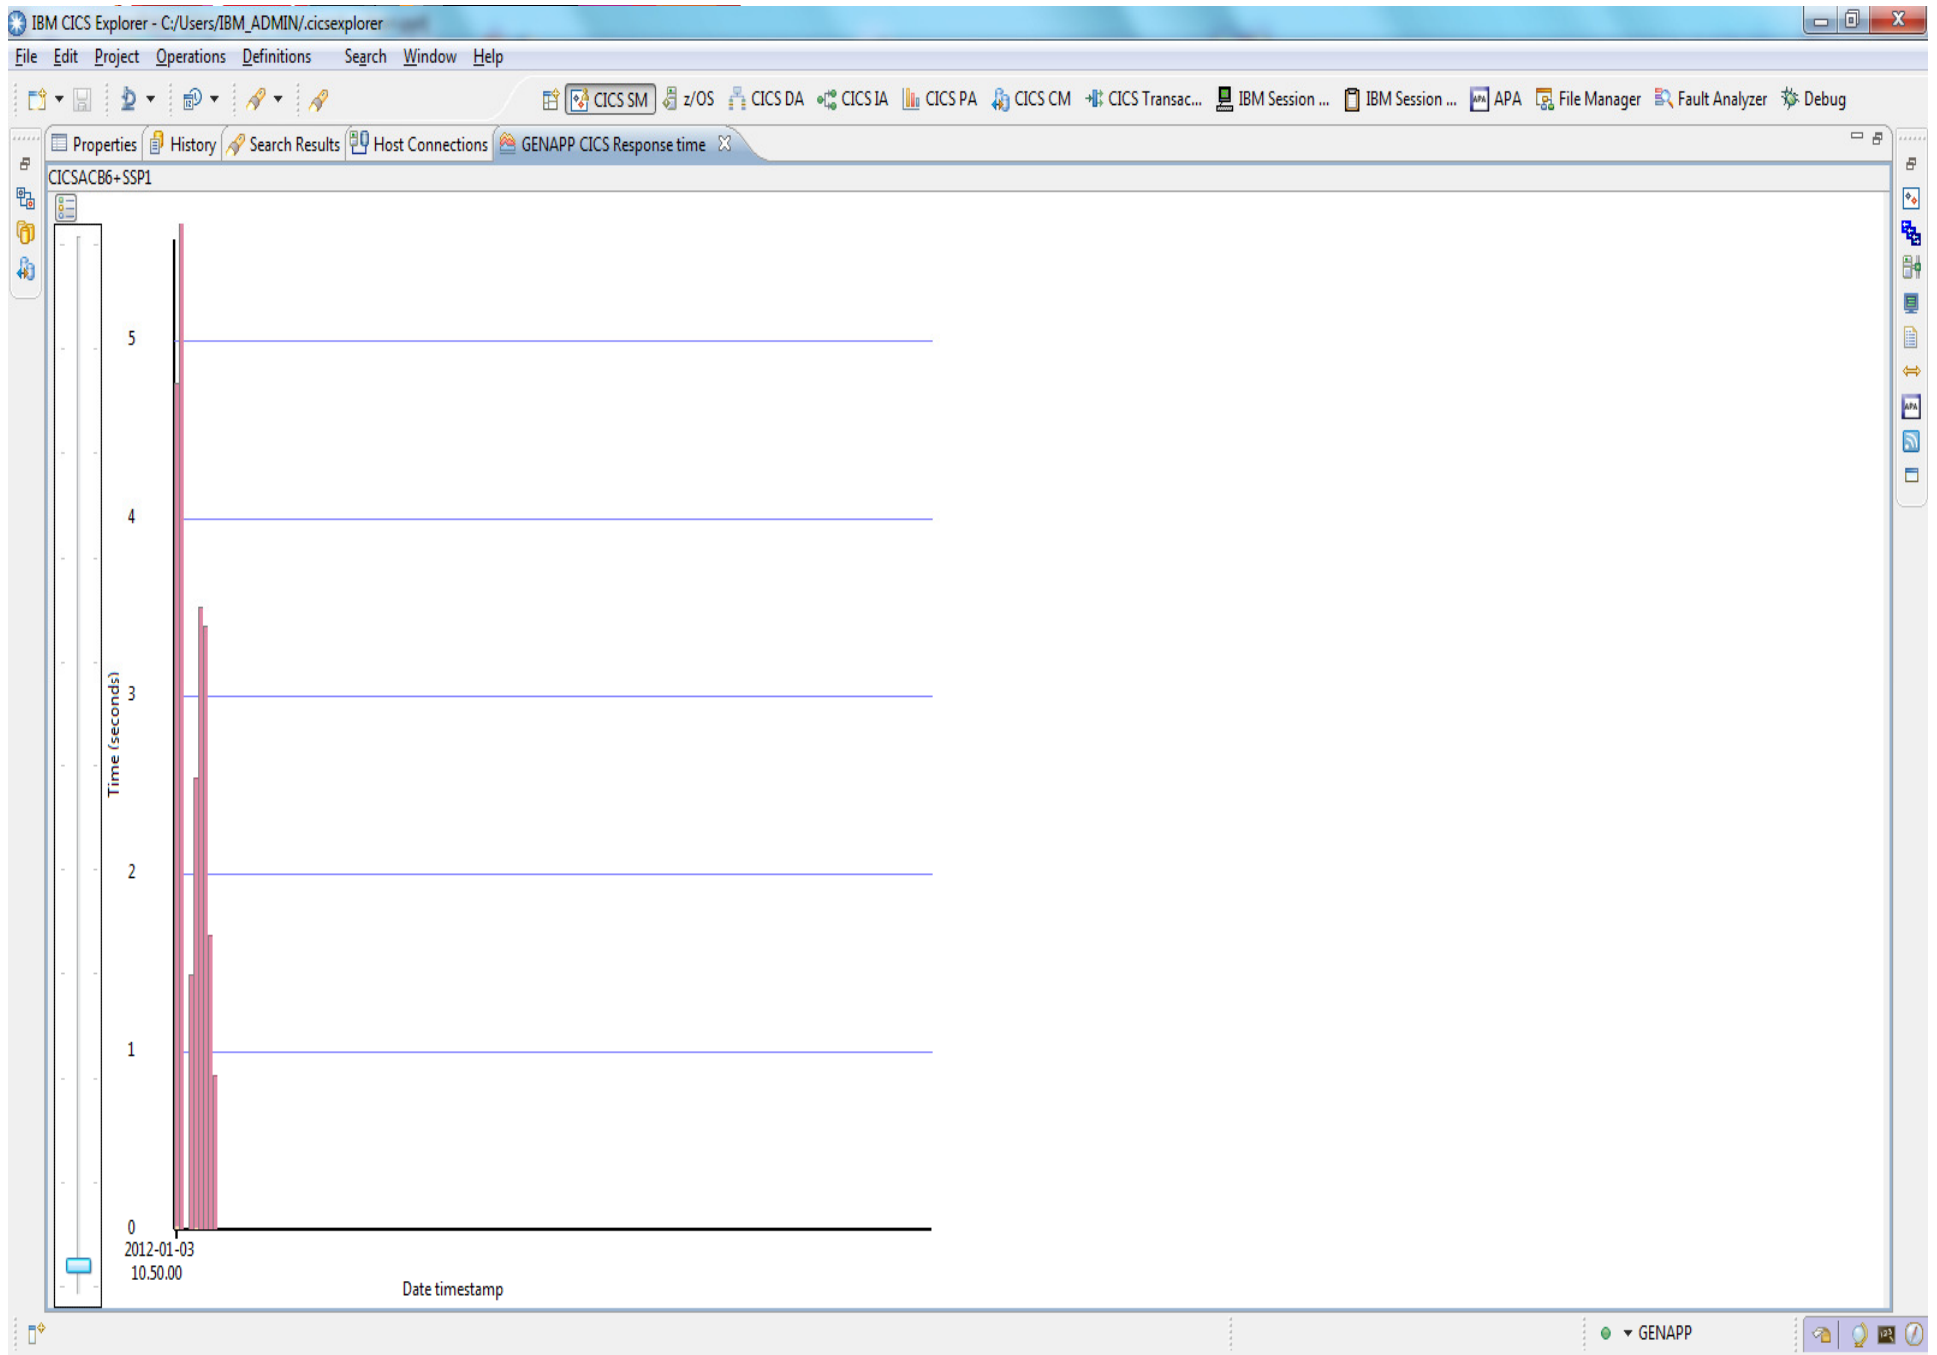 IBM CICS Explorer - C:/Users/IBM_ADMIN/.cicsexplorer
File Edit Project Operations Definitions Search Window Help
CICS SM z/OS CICS DA CICS IA CICS PA CICS CM CICS Transac... IBM Session ... IBM Session ... APA File Manager Fault Analyzer Debug
Properties History Search Results Host Connections GENAPP CICS Response time
CICSACB6+SSP1
5
4
3
2
1
0
Time (seconds)
2012-01-03
10.50.00
Date timestamp
APA
GENAPP
123